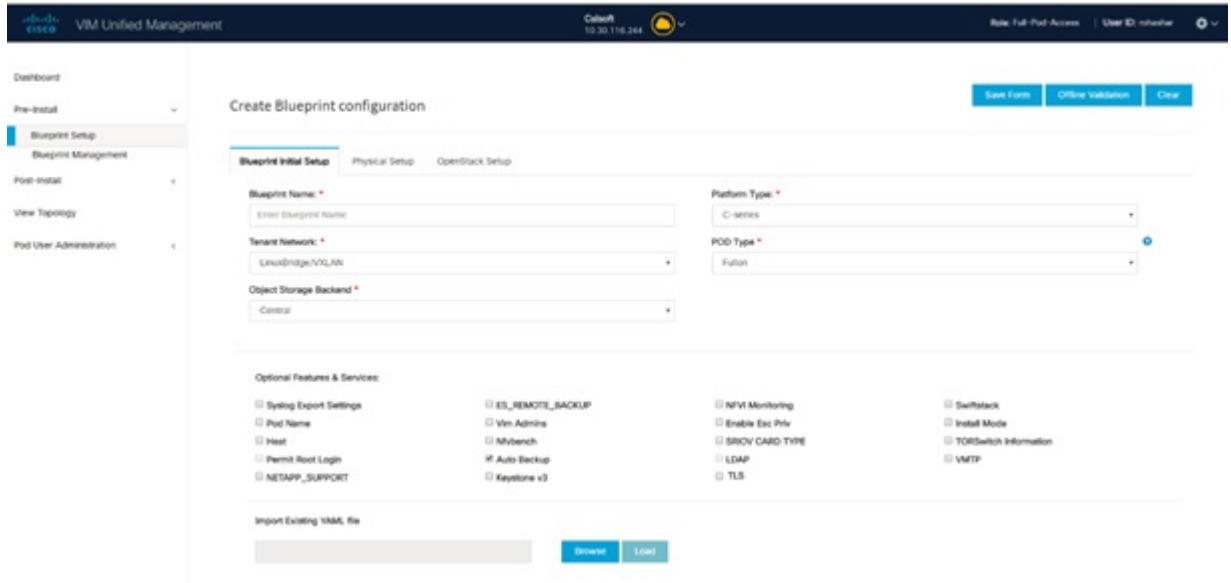 cisco VIM Unified Management
Calsoft
10.30.116.244
Role: Full-Pod-Access | User ID: mhashar
Dashboard
Pre-Install
Blueprint Setup
Blueprint Management
Post-Install
View Topology
Pod User Administration
Create Blueprint configuration
Save Form Offline Validation Clear
Blueprint Initial Setup Physical Setup OpenStack Setup
Blueprint Name: * Platform Type: *
Enter Blueprint Name C-series
Tenant Network: * POD Type *
LinuxBridge/VXLAN Fullon
Object Storage Backend *
Central
Optional Features & Services:
Syslog Export Settings ES_REMOTE_BACKUP NFVI Monitoring Swiftstack
Pod Name Vim Admins Enable Esc Priv Install Mode
Heat Nfvbench SRIOV CARD TYPE TORSwitch Information
Permit Root Login Auto Backup LDAP VMTP
NETAPP_SUPPORT Keystone v3 TLS
Import Existing YAML file
Browse Load